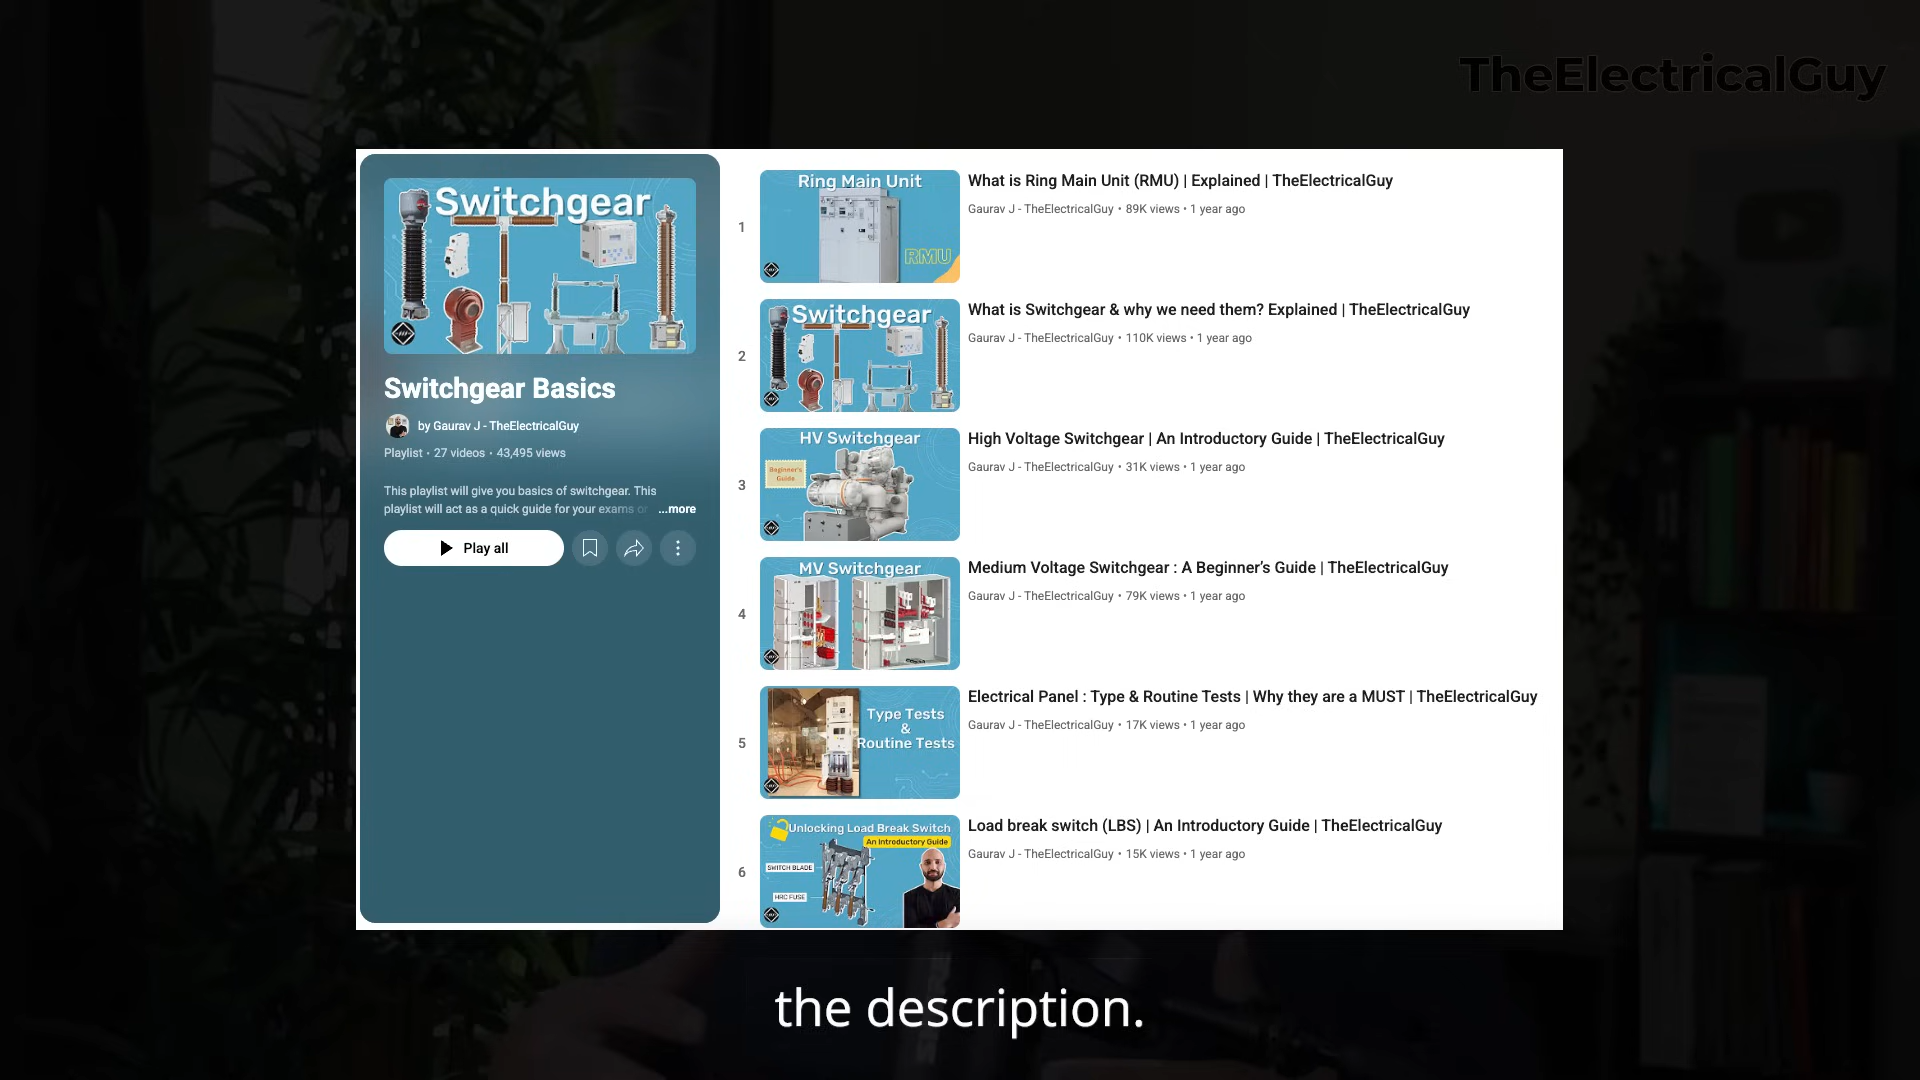 TheElectricalGuy
Switchgear
Switchgear Basics
by Gaurav J - TheElectricalGuy
Playlist • 27 videos • 43,495 views
This playlist will give you basics of switchgear. This
playlist will act as a quick guide for your exams or ...more
Play all
1
Ring Main Unit
RMU
What is Ring Main Unit (RMU) | Explained | TheElectricalGuy
Gaurav J - TheElectricalGuy • 89K views • 1 year ago
2
Switchgear
What is Switchgear & why we need them? Explained | TheElectricalGuy
Gaurav J - TheElectricalGuy • 110K views • 1 year ago
3
HV Switchgear
Beginner's
Guide
High Voltage Switchgear | An Introductory Guide | TheElectricalGuy
Gaurav J - TheElectricalGuy • 31K views • 1 year ago
4
MV Switchgear
Medium Voltage Switchgear : A Beginner’s Guide | TheElectricalGuy
Gaurav J - TheElectricalGuy • 79K views • 1 year ago
5
Type Tests
&
Routine Tests
Electrical Panel : Type & Routine Tests | Why they are a MUST | TheElectricalGuy
Gaurav J - TheElectricalGuy • 17K views • 1 year ago
6
Unlocking Load Break Switch
An Introductory Guide
SWITCH BLADE
HRC FUSE
Load break switch (LBS) | An Introductory Guide | TheElectricalGuy
Gaurav J - TheElectricalGuy • 15K views • 1 year ago
the description.